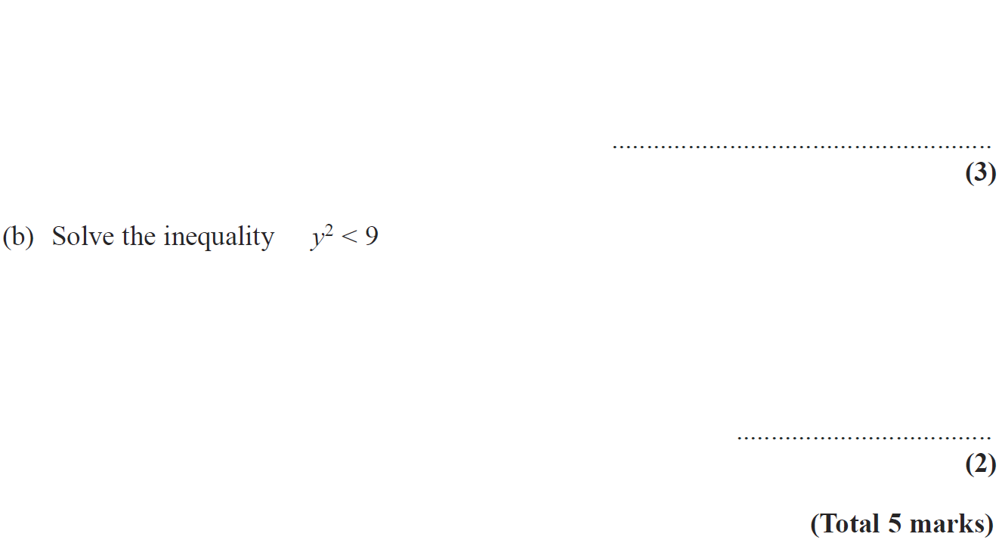 ......................................................
(3)
(b) Solve the inequality y² < 9
.....................................
(2)
(Total 5 marks)